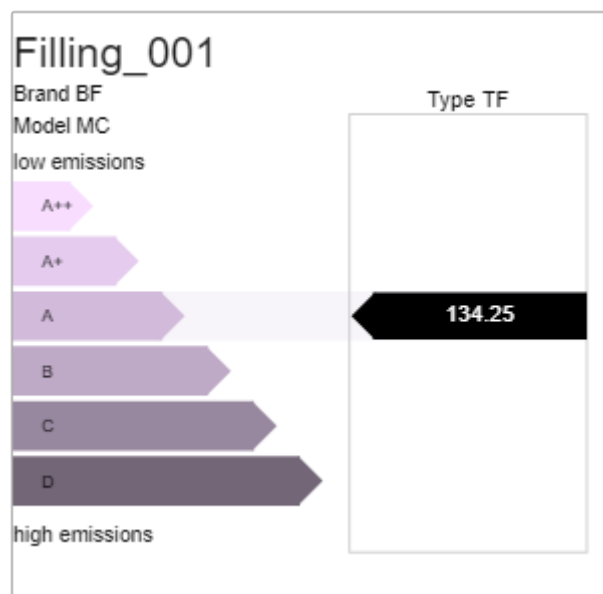 Filling_001
Brand BF
Type TF
Model MC
low emissions
A++
A+
A
134.25
B
C
D
high emissions